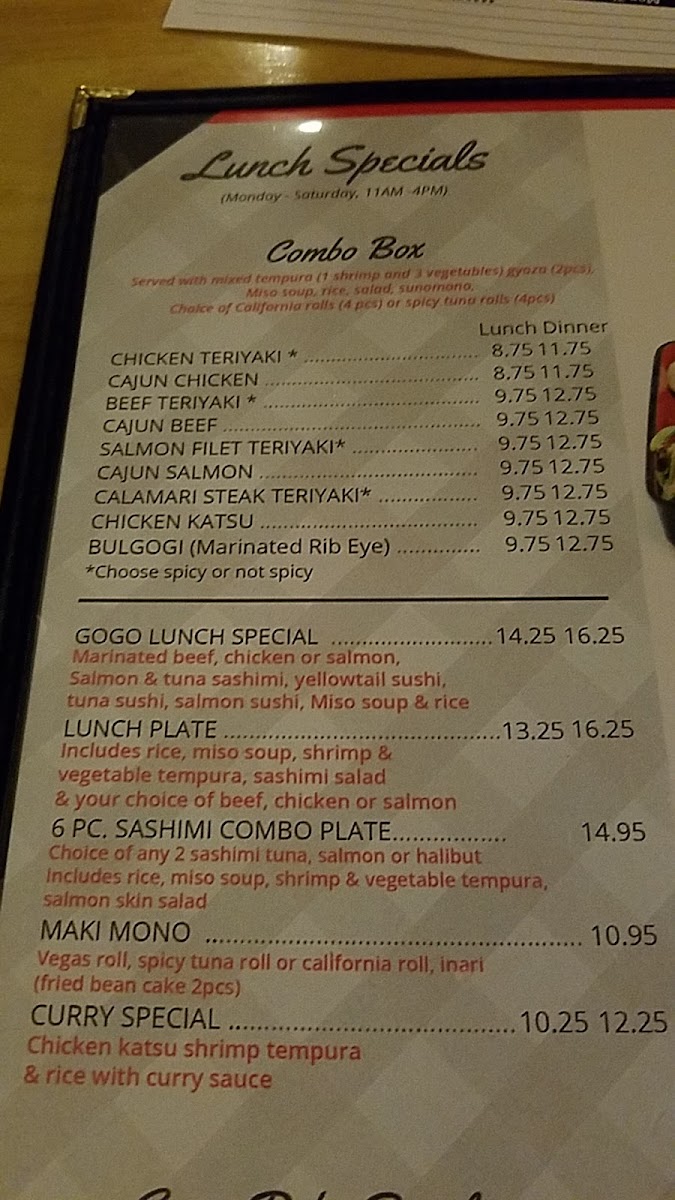 Lunch Specials
(Monday - Saturday, 11AM -4PM)
Combo Box
Served with mixed tempura (1 shrimp and 3 vegetables) gyoza (2pcs),
Miso soup, rice, salad, sunomono,
Choice of California rolls (4 pcs) or spicy tuna rolls (4pcs)
Lunch Dinner
CHICKEN TERIYAKI * ............................ 8.75 11.75
CAJUN CHICKEN .................................. 8.75 11.75
BEEF TERIYAKI * .................................. 9.75 12.75
CAJUN BEEF ......................................... 9.75 12.75
SALMON FILET TERIYAKI* .................... 9.75 12.75
CAJUN SALMON ................................... 9.75 12.75
CALAMARI STEAK TERIYAKI* ................ 9.75 12.75
CHICKEN KATSU ................................... 9.75 12.75
BULGOGI (Marinated Rib Eye) .............. 9.75 12.75
*Choose spicy or not spicy
GOGO LUNCH SPECIAL .......................... 14.25 16.25
Marinated beef, chicken or salmon,
Salmon & tuna sashimi, yellowtail sushi,
tuna sushi, salmon sushi, Miso soup & rice
LUNCH PLATE ............................................ 13.25 16.25
Includes rice, miso soup, shrimp &
vegetable tempura, sashimi salad
& your choice of beef, chicken or salmon
6 PC. SASHIMI COMBO PLATE................. 14.95
Choice of any 2 sashimi tuna, salmon or halibut
Includes rice, miso soup, shrimp & vegetable tempura,
salmon skin salad
MAKI MONO ..................................................... 10.95
Vegas roll, spicy tuna roll or california roll, inari
(fried bean cake 2pcs)
CURRY SPECIAL ........................................ 10.25 12.25
Chicken katsu shrimp tempura
& rice with curry sauce